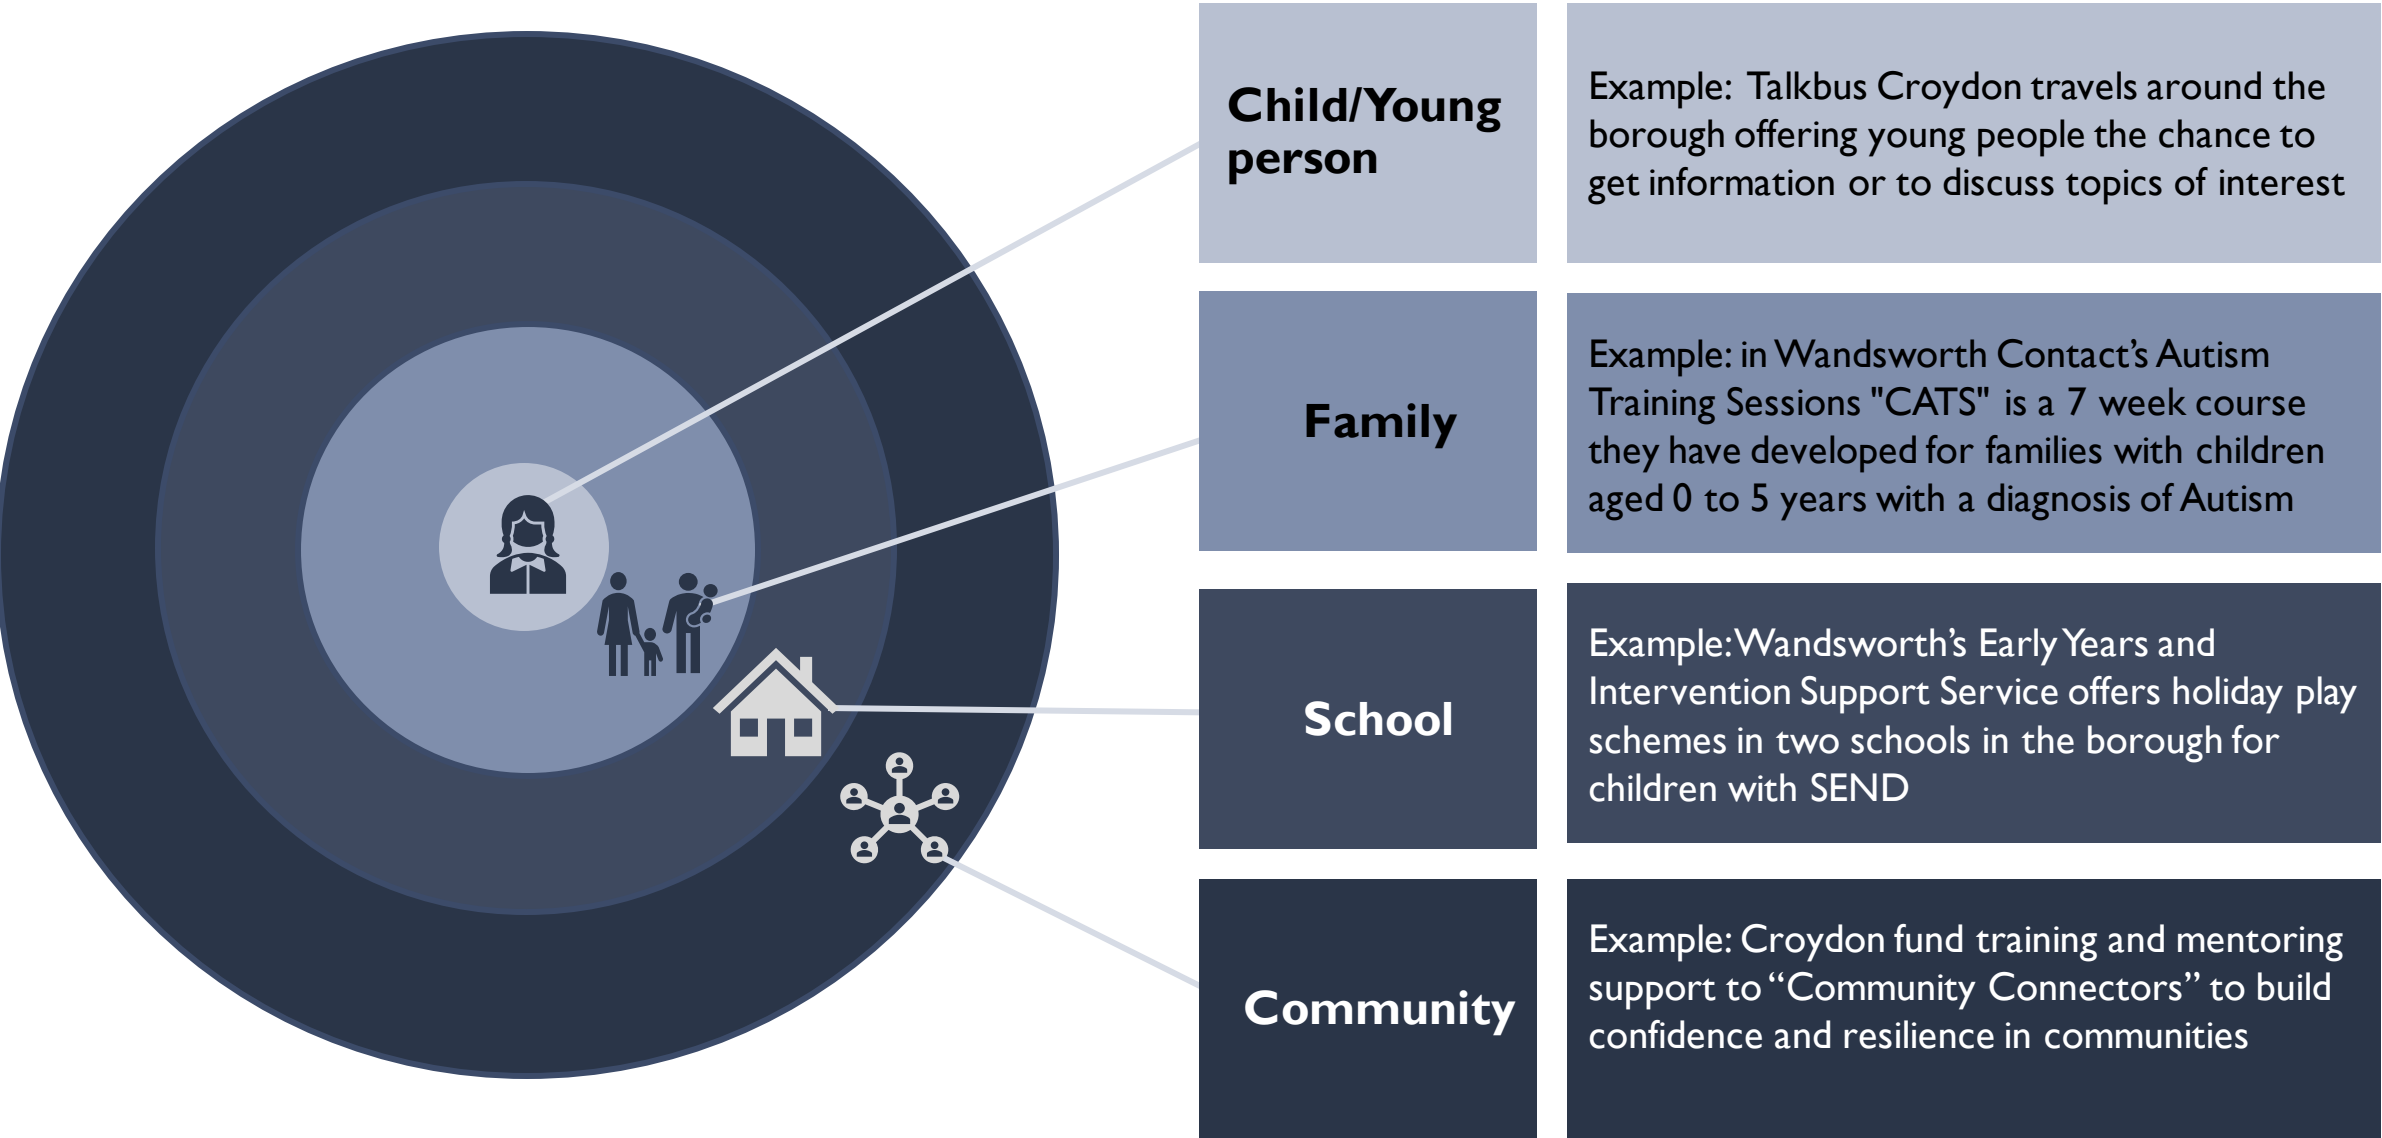 Child/Young
person
Example: Talkbus Croydon travels around the
borough offering young people the chance to
get information or to discuss topics of interest
Family
Example: in Wandsworth Contact’s Autism
Training Sessions "CATS" is a 7 week course
they have developed for families with children
aged 0 to 5 years with a diagnosis of Autism
School
Example: Wandsworth’s Early Years and
Intervention Support Service offers holiday play
schemes in two schools in the borough for
children with SEND
Community
Example: Croydon fund training and mentoring
support to “Community Connectors” to build
confidence and resilience in communities